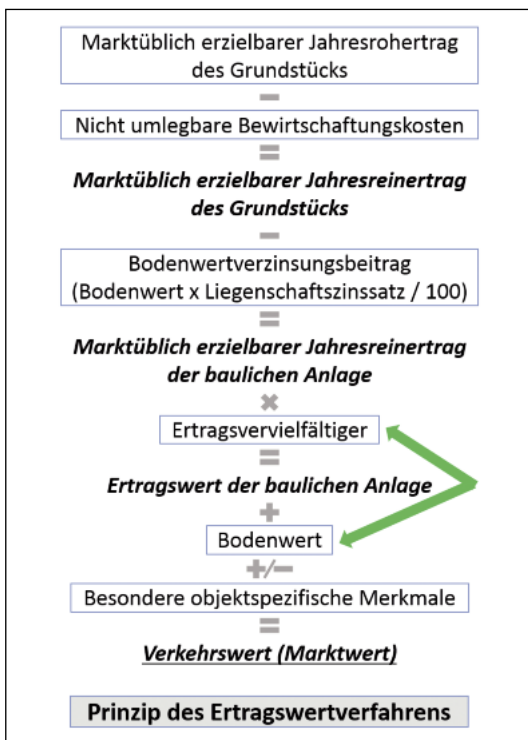 Marktüblich erzielbarer Jahresrohertrag
des Grundstücks
−
Nicht umlegbare Bewirtschaftungskosten
=
Marktüblich erzielbarer Jahresreinertrag
des Grundstücks
−
Bodenwertverzinsungsbeitrag
(Bodenwert x Liegenschaftszinssatz / 100)
=
Marktüblich erzielbarer Jahresreinertrag
der baulichen Anlage
×
Ertragsvervielfältiger
=
Ertragswert der baulichen Anlage
+
Bodenwert
+/−
Besondere objektspezifische Merkmale
=
Verkehrswert (Marktwert)
Prinzip des Ertragswertverfahrens